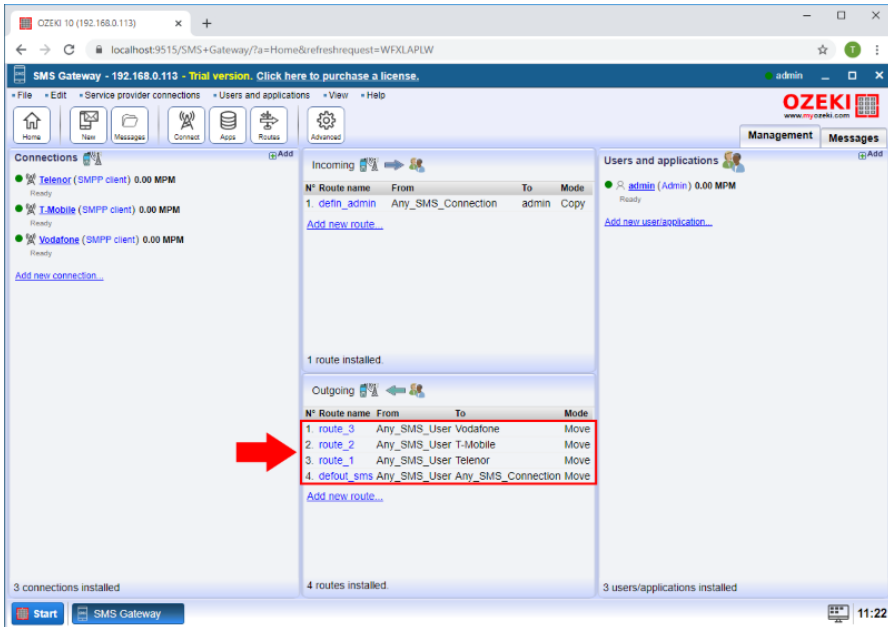 OZEKI 10 (192.168.0.113)
localhost:9515/SMS+Gateway/?a=Home&refreshrequest=WFXLAPLW
T
SMS Gateway - 192.168.0.113 - Trial version. Click here to purchase a license.
admin
File Edit Service provider connections Users and applications View Help
OZEKI
www.myozeki.com
Home New Messages Connect Apps Routes Advanced
Management Messages
Connections Add
Telenor (SMPP client) 0.00 MPM
Ready
T-Mobile (SMPP client) 0.00 MPM
Ready
Vodafone (SMPP client) 0.00 MPM
Ready
Add new connection...
3 connections installed
Incoming
N° Route name From To Mode
1. defin_admin Any_SMS_Connection admin Copy
Add new route...
1 route installed.
Outgoing
N° Route name From To Mode
1. route_3 Any_SMS_User Vodafone Move
2. route_2 Any_SMS_User T-Mobile Move
3. route_1 Any_SMS_User Telenor Move
4. defout_sms Any_SMS_User Any_SMS_Connection Move
Add new route...
4 routes installed.
Users and applications Add
admin (Admin) 0.00 MPM
Ready
Add new user/application...
3 users/applications installed
Start SMS Gateway 11:22